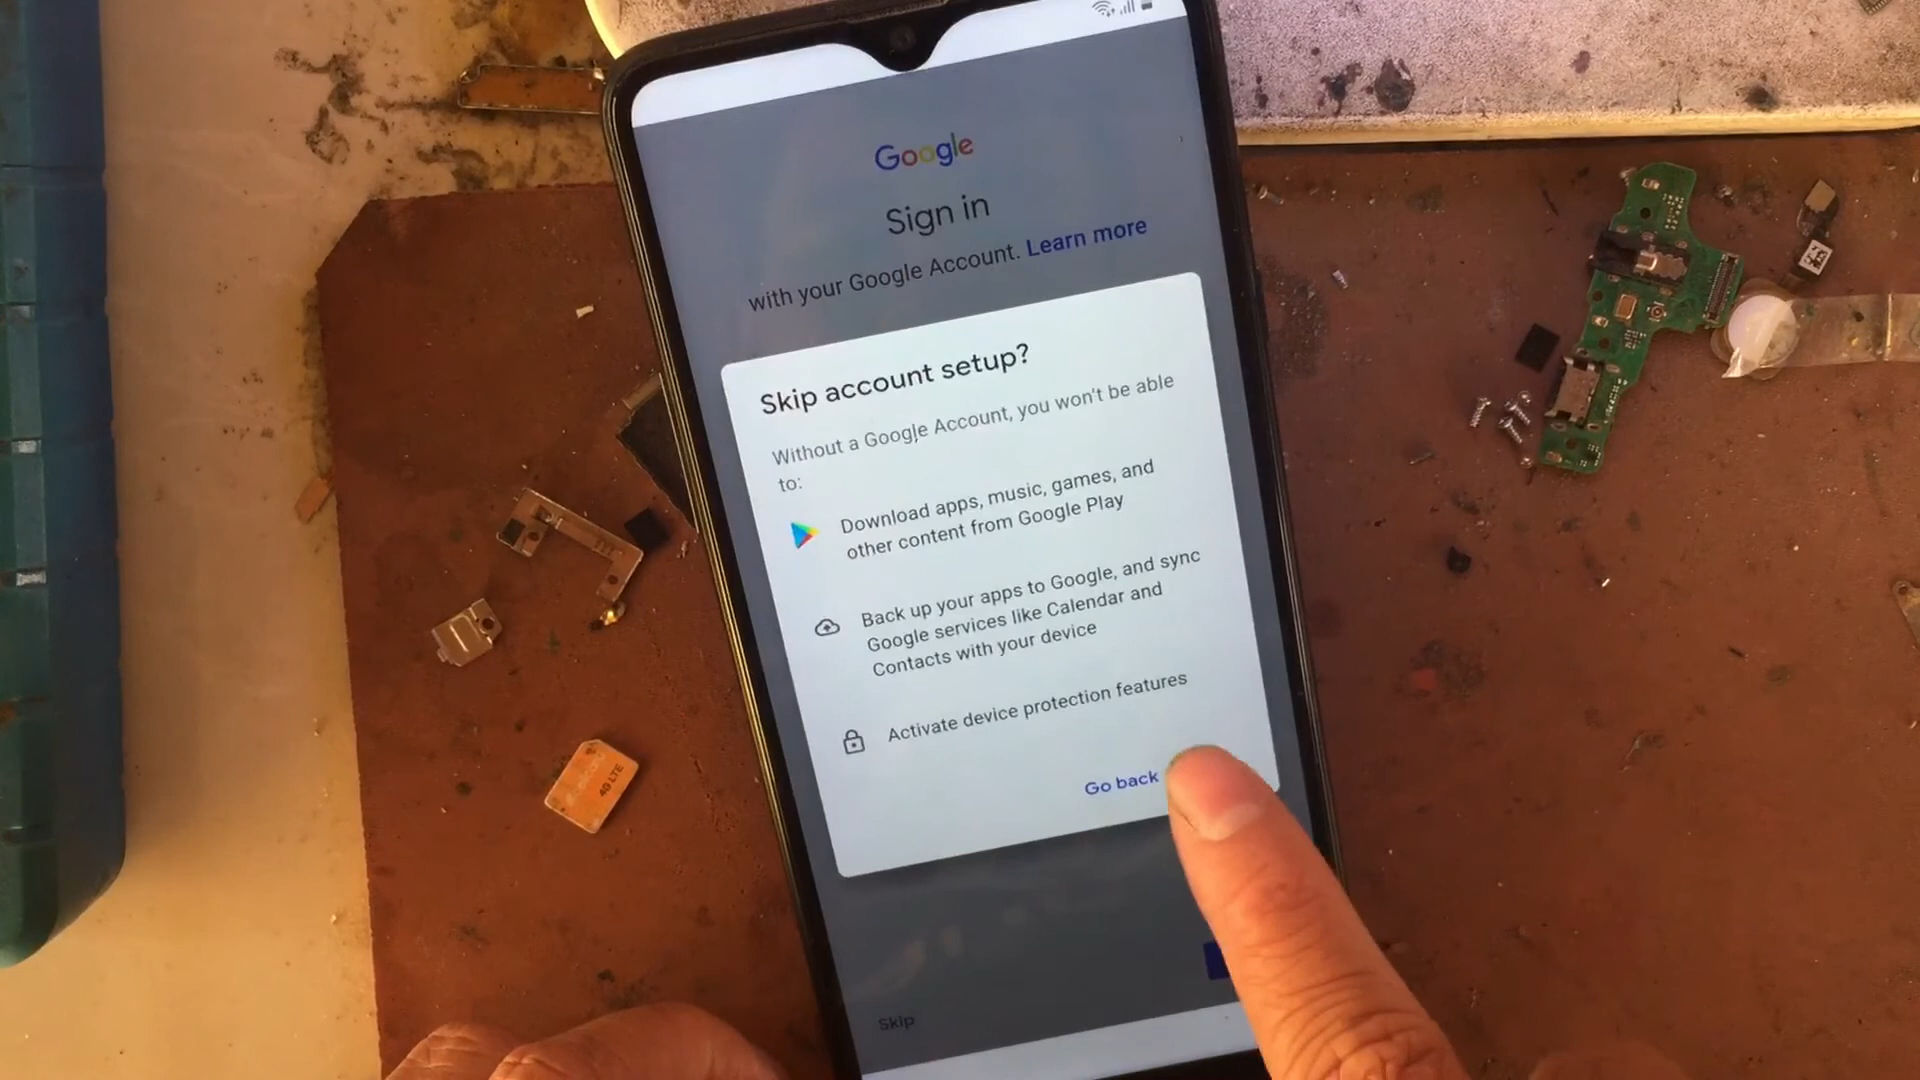 Google
Sign in
with your Google Account. Learn more
Skip account setup?
Without a Google Account, you won't be able
to:
Download apps, music, games, and
other content from Google Play
Back up your apps to Google, and sync
Google services like Calendar and
Contacts with your device
Activate device protection features
Go back
Skip
4G LTE